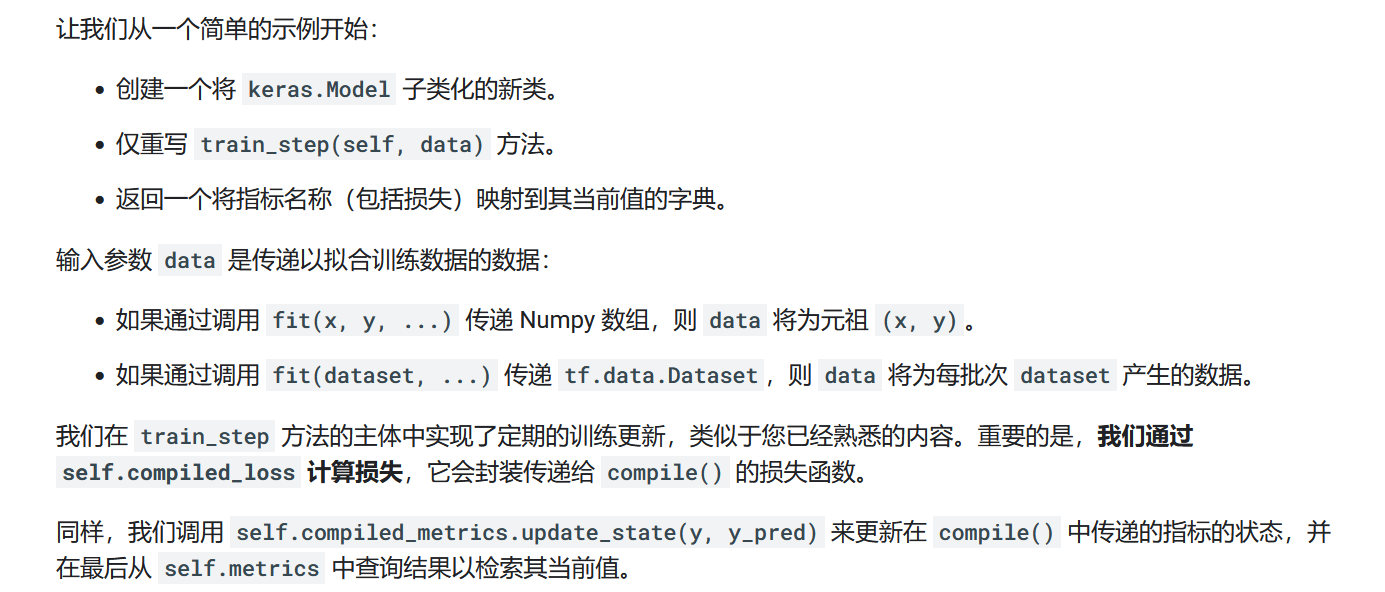 让我们从一个简单的示例开始：
• 创建一个将 keras.Model 子类化的新类。
• 仅重写 train_step(self, data) 方法。
• 返回一个将指标名称（包括损失）映射到其当前值的字典。
输入参数 data 是传递以拟合训练数据的数据：
• 如果通过调用 fit(x, y, ...) 传递 Numpy 数组，则 data 将为元祖 (x, y)。
• 如果通过调用 fit(dataset, ...) 传递 tf.data.Dataset，则 data 将为每批次 dataset 产生的数据。
我们在 train_step 方法的主体中实现了定期的训练更新，类似于您已经熟悉的内容。重要的是，我们通过
self.compiled_loss 计算损失，它会封装传递给 compile() 的损失函数。
同样，我们调用 self.compiled_metrics.update_state(y, y_pred) 来更新在 compile() 中传递的指标的状态，并
在最后从 self.metrics 中查询结果以检索其当前值。